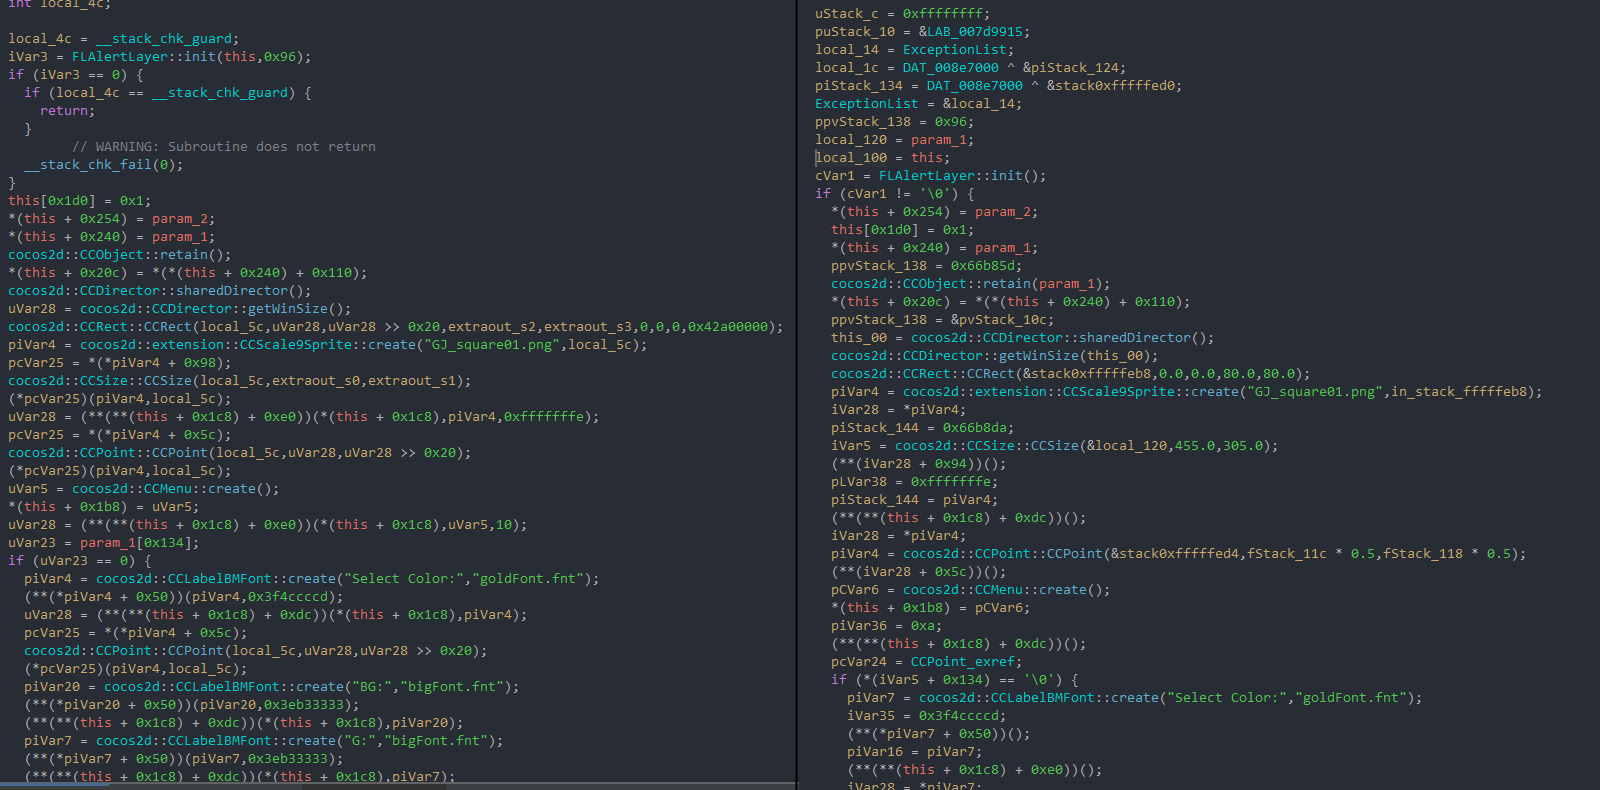 int local_4c;
local_4c = __stack_chk_guard;
iVar3 = FLAlertLayer::init(this,0x96);
if (iVar3 == 0) {
if (local_4c == __stack_chk_guard) {
return;
}
// WARNING: Subroutine does not return
__stack_chk_fail(0);
}
this[0x1d0] = 0x1;
*(this + 0x254) = param_2;
*(this + 0x240) = param_1;
cocos2d::CCObject::retain();
*(this + 0x20c) = *(*(this + 0x240) + 0x110);
cocos2d::CCDirector::sharedDirector();
uVar28 = cocos2d::CCDirector::getWinSize();
cocos2d::CCRect::CCRect(local_5c,uVar28,uVar28 >> 0x20,extraout_s2,extraout_s3,0,0,0,0x42a00000);
piVar4 = cocos2d::extension::CCScale9Sprite::create("GJ_square01.png",local_5c);
pcVar25 = *(*piVar4 + 0x98);
cocos2d::CCSize::CCSize(local_5c,extraout_s0,extraout_s1);
(*pcVar25)(piVar4,local_5c);
uVar28 = (**(**(this + 0x1c8) + 0xe0))(*(this + 0x1c8),piVar4,0xfffffffe);
pcVar25 = *(*piVar4 + 0x5c);
cocos2d::CCPoint::CCPoint(local_5c,uVar28,uVar28 >> 0x20);
(*pcVar25)(piVar4,local_5c);
uVar5 = cocos2d::CCMenu::create();
*(this + 0x1b8) = uVar5;
uVar28 = (**(**(this + 0x1c8) + 0xe0))(*(this + 0x1c8),uVar5,10);
uVar23 = param_1[0x134];
if (uVar23 == 0) {
piVar4 = cocos2d::CCLabelBMFont::create("Select Color:","goldFont.fnt");
(**(*piVar4 + 0x50))(piVar4,0x3f4ccccd);
uVar28 = (**(**(this + 0x1c8) + 0xdc))(*(this + 0x1c8),piVar4);
pcVar25 = *(*piVar4 + 0x5c);
cocos2d::CCPoint::CCPoint(local_5c,uVar28,uVar28 >> 0x20);
(*pcVar25)(piVar4,local_5c);
piVar20 = cocos2d::CCLabelBMFont::create("BG:","bigFont.fnt");
(**(*piVar20 + 0x50))(piVar20,0x3eb33333);
(**(**(this + 0x1c8) + 0xdc))(*(this + 0x1c8),piVar20);
piVar7 = cocos2d::CCLabelBMFont::create("G:","bigFont.fnt");
(**(*piVar7 + 0x50))(piVar7,0x3eb33333);
(**(**(this + 0x1c8) + 0xdc))(*(this + 0x1c8),piVar7);
uStack_c = 0xffffffff;
puStack_10 = &LAB_007d9915;
local_14 = ExceptionList;
local_1c = DAT_008e7000 ^ &piStack_124;
piStack_134 = DAT_008e7000 ^ &stack0xfffffed0;
ExceptionList = &local_14;
ppvStack_138 = 0x96;
local_120 = param_1;
local_100 = this;
cVar1 = FLAlertLayer::init();
if (cVar1 != '\0') {
*(this + 0x254) = param_2;
this[0x1d0] = 0x1;
*(this + 0x240) = param_1;
ppvStack_138 = 0x66b85d;
cocos2d::CCObject::retain(param_1);
*(this + 0x20c) = *(*(this + 0x240) + 0x110);
ppvStack_138 = &pvStack_10c;
this_00 = cocos2d::CCDirector::sharedDirector();
cocos2d::CCDirector::getWinSize(this_00);
cocos2d::CCRect::CCRect(&stack0xfffffeb8,0.0,0.0,80.0,80.0);
piVar4 = cocos2d::extension::CCScale9Sprite::create("GJ_square01.png",in_stack_fffffeb8);
iVar28 = *piVar4;
piStack_144 = 0x66b8da;
iVar5 = cocos2d::CCSize::CCSize(&local_120,455.0,305.0);
(**(iVar28 + 0x94))();
pLVar38 = 0xfffffffe;
piStack_144 = piVar4;
(**(**(this + 0x1c8) + 0xdc))();
iVar28 = *piVar4;
piVar4 = cocos2d::CCPoint::CCPoint(&stack0xfffffed4,fStack_11c * 0.5,fStack_118 * 0.5);
(**(iVar28 + 0x5c))();
pCVar6 = cocos2d::CCMenu::create();
*(this + 0x1b8) = pCVar6;
piVar36 = 0xa;
(**(**(this + 0x1c8) + 0xdc))();
pcVar24 = CCPoint_exref;
if (*(iVar5 + 0x134) == '\0') {
piVar7 = cocos2d::CCLabelBMFont::create("Select Color:","goldFont.fnt");
iVar35 = 0x3f4ccccd;
(**(*piVar7 + 0x50))();
piVar16 = piVar7;
(**(**(this + 0x1c8) + 0xe0))();
iVar28 = *piVar7;